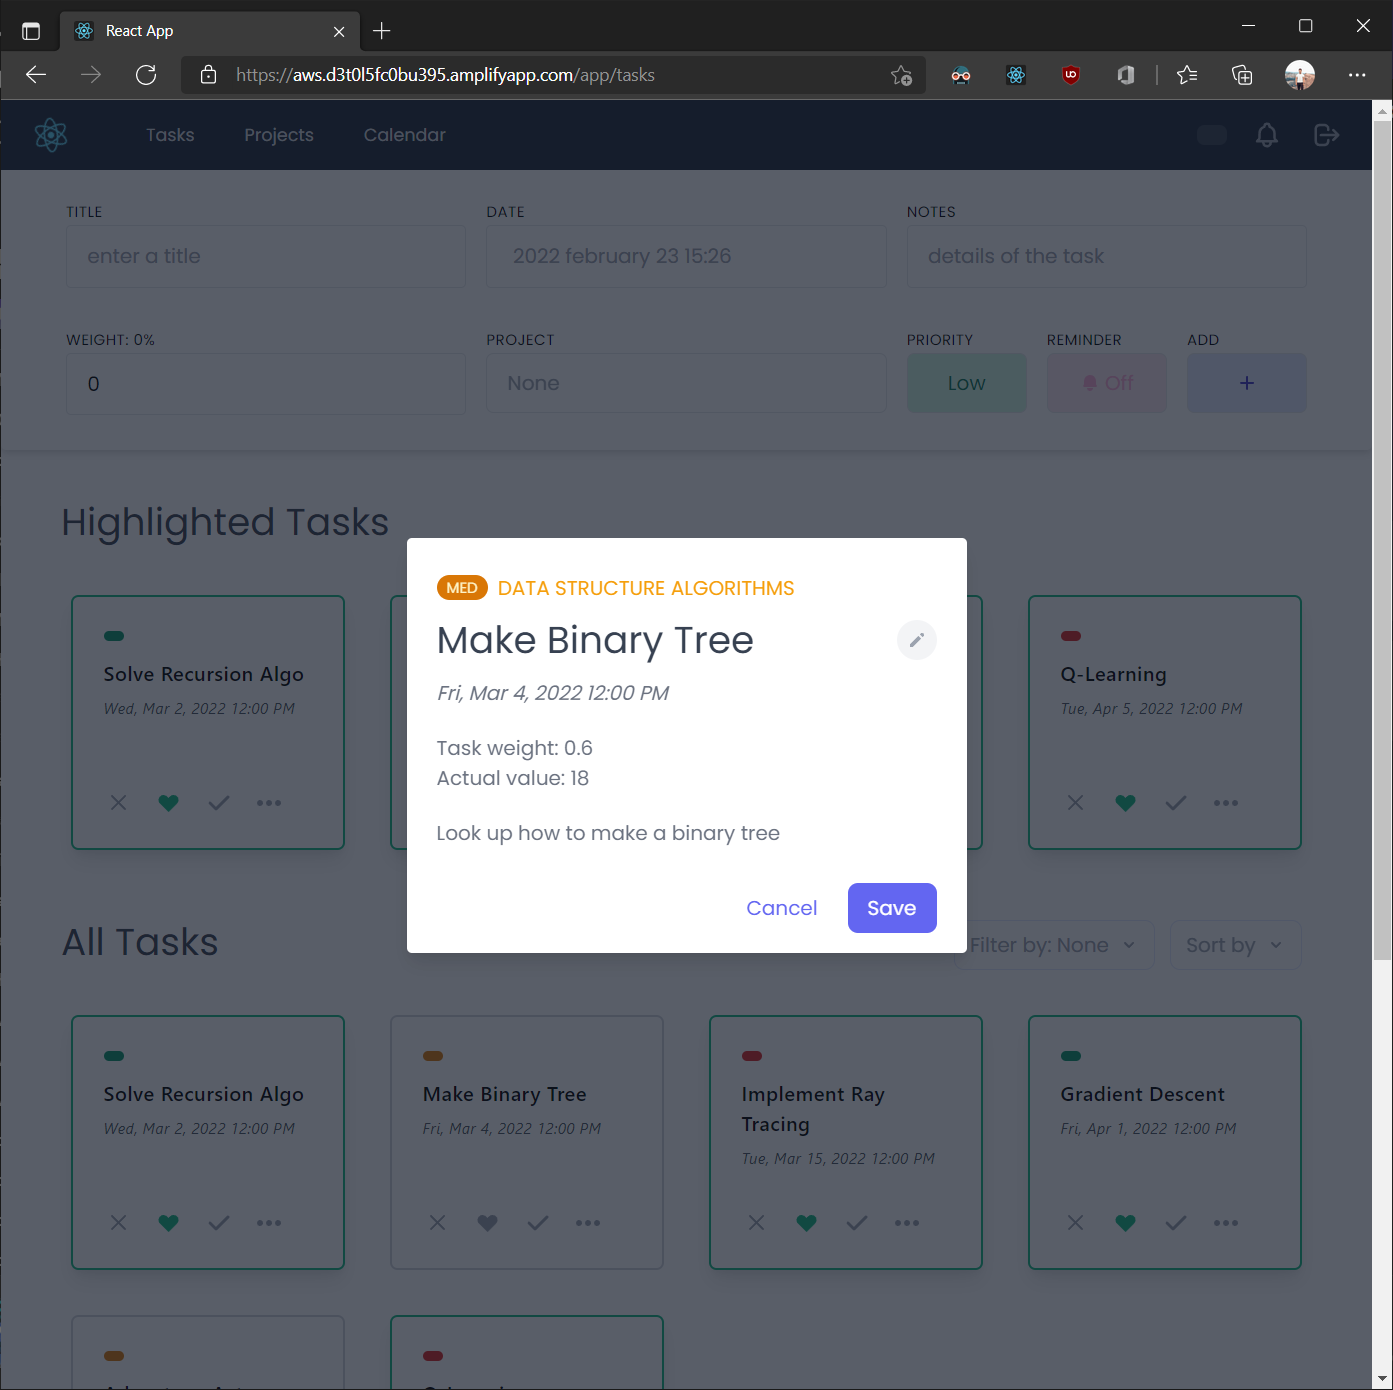 React App
https://aws.d3t0l5fc0bu395.amplifyapp.com/app/tasks
Tasks Projects Calendar
TITLE DATE NOTES
enter a title 2022 february 23 15:26 details of the task
WEIGHT: 0% PROJECT PRIORITY REMINDER ADD
0 None Low Off +
Highlighted Tasks
MED DATA STRUCTURE ALGORITHMS
Make Binary Tree
Fri, Mar 4, 2022 12:00 PM
Task weight: 0.6
Actual value: 18
Look up how to make a binary tree
Cancel Save
Solve Recursion Algo
Wed, Mar 2, 2022 12:00 PM
Q-Learning
Tue, Apr 5, 2022 12:00 PM
All Tasks
Filter by: None Sort by
Solve Recursion Algo
Wed, Mar 2, 2022 12:00 PM
Make Binary Tree
Fri, Mar 4, 2022 12:00 PM
Implement Ray
Tracing
Tue, Mar 15, 2022 12:00 PM
Gradient Descent
Fri, Apr 1, 2022 12:00 PM